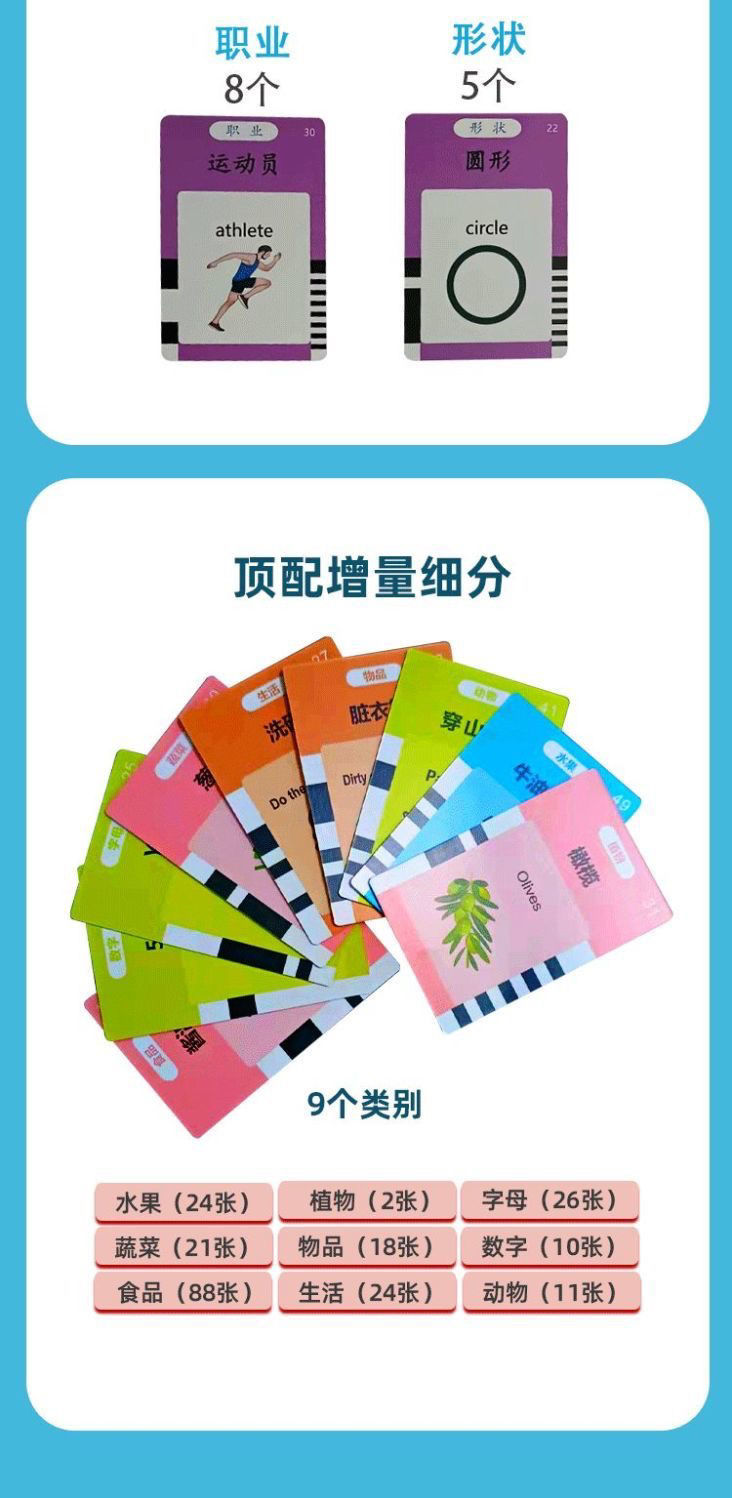 职业
8个
形状
5个
职业 30
运动员
athlete
形状 22
圆形
circle
顶配增量细分
生活
27
Do the
物品
脏衣
Dirty
动物
41
穿山
水果
49
牛油
蔬菜
字母
25
数字
5
食品
植物
31
橄榄
Olives
9个类别
水果（24张）
植物（2张）
字母（26张）
蔬菜（21张）
物品（18张）
数字（10张）
食品（88张）
生活（24张）
动物（11张）